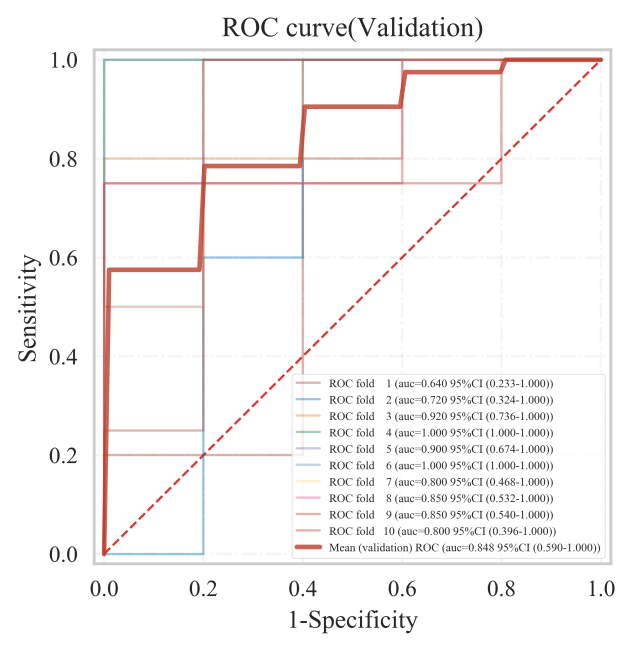 ROC curve(Validation)
1.0
0.8
0.6
0.4
0.2
0.0
Sensitivity
ROC fold 1 (auc=0.640 95%CI (0.233-1.000))
ROC fold 2 (auc=0.720 95%CI (0.324-1.000))
ROC fold 3 (auc=0.920 95%CI (0.736-1.000))
ROC fold 4 (auc=1.000 95%CI (1.000-1.000))
ROC fold 5 (auc=0.900 95%CI (0.674-1.000))
ROC fold 6 (auc=1.000 95%CI (1.000-1.000))
ROC fold 7 (auc=0.800 95%CI (0.468-1.000))
ROC fold 8 (auc=0.850 95%CI (0.532-1.000))
ROC fold 9 (auc=0.850 95%CI (0.540-1.000))
ROC fold 10 (auc=0.800 95%CI (0.396-1.000))
Mean (validation) ROC (auc=0.848 95%CI (0.590-1.000))
0.0 0.2 0.4 0.6 0.8 1.0
1-Specificity